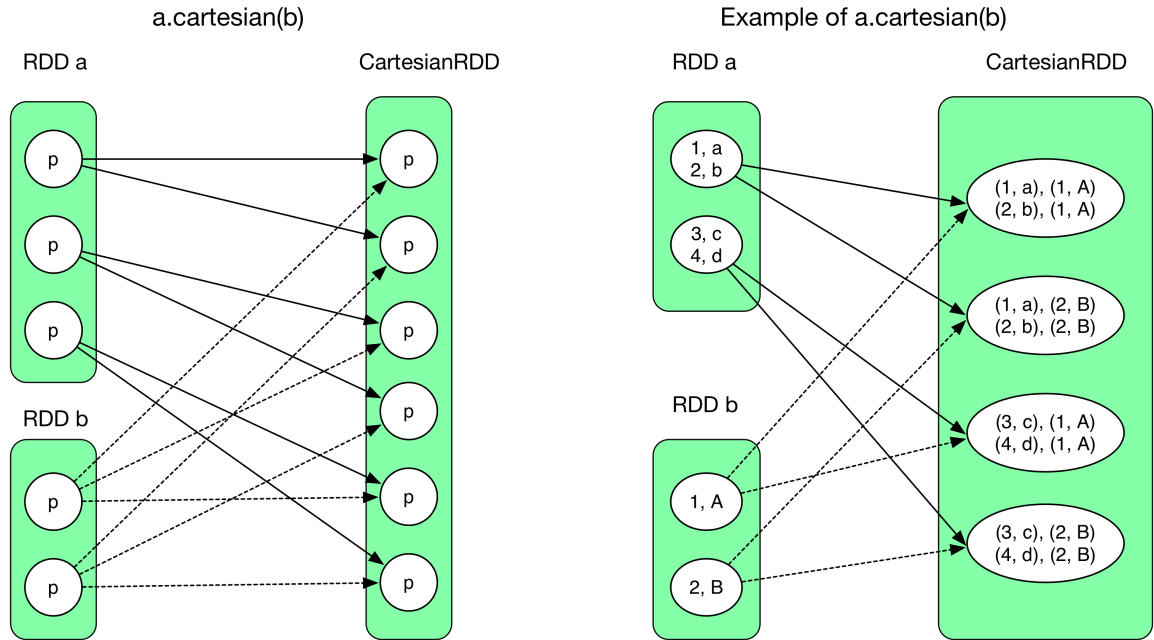 a.cartesian(b)
RDD a
CartesianRDD
p
p
p
RDD b
p
p
p
p
p
p
p
p
Example of a.cartesian(b)
RDD a
CartesianRDD
1, a
2, b
3, c
4, d
RDD b
1, A
2, B
(1, a), (1, A)
(2, b), (1, A)
(1, a), (2, B)
(2, b), (2, B)
(3, c), (1, A)
(4, d), (1, A)
(3, c), (2, B)
(4, d), (2, B)